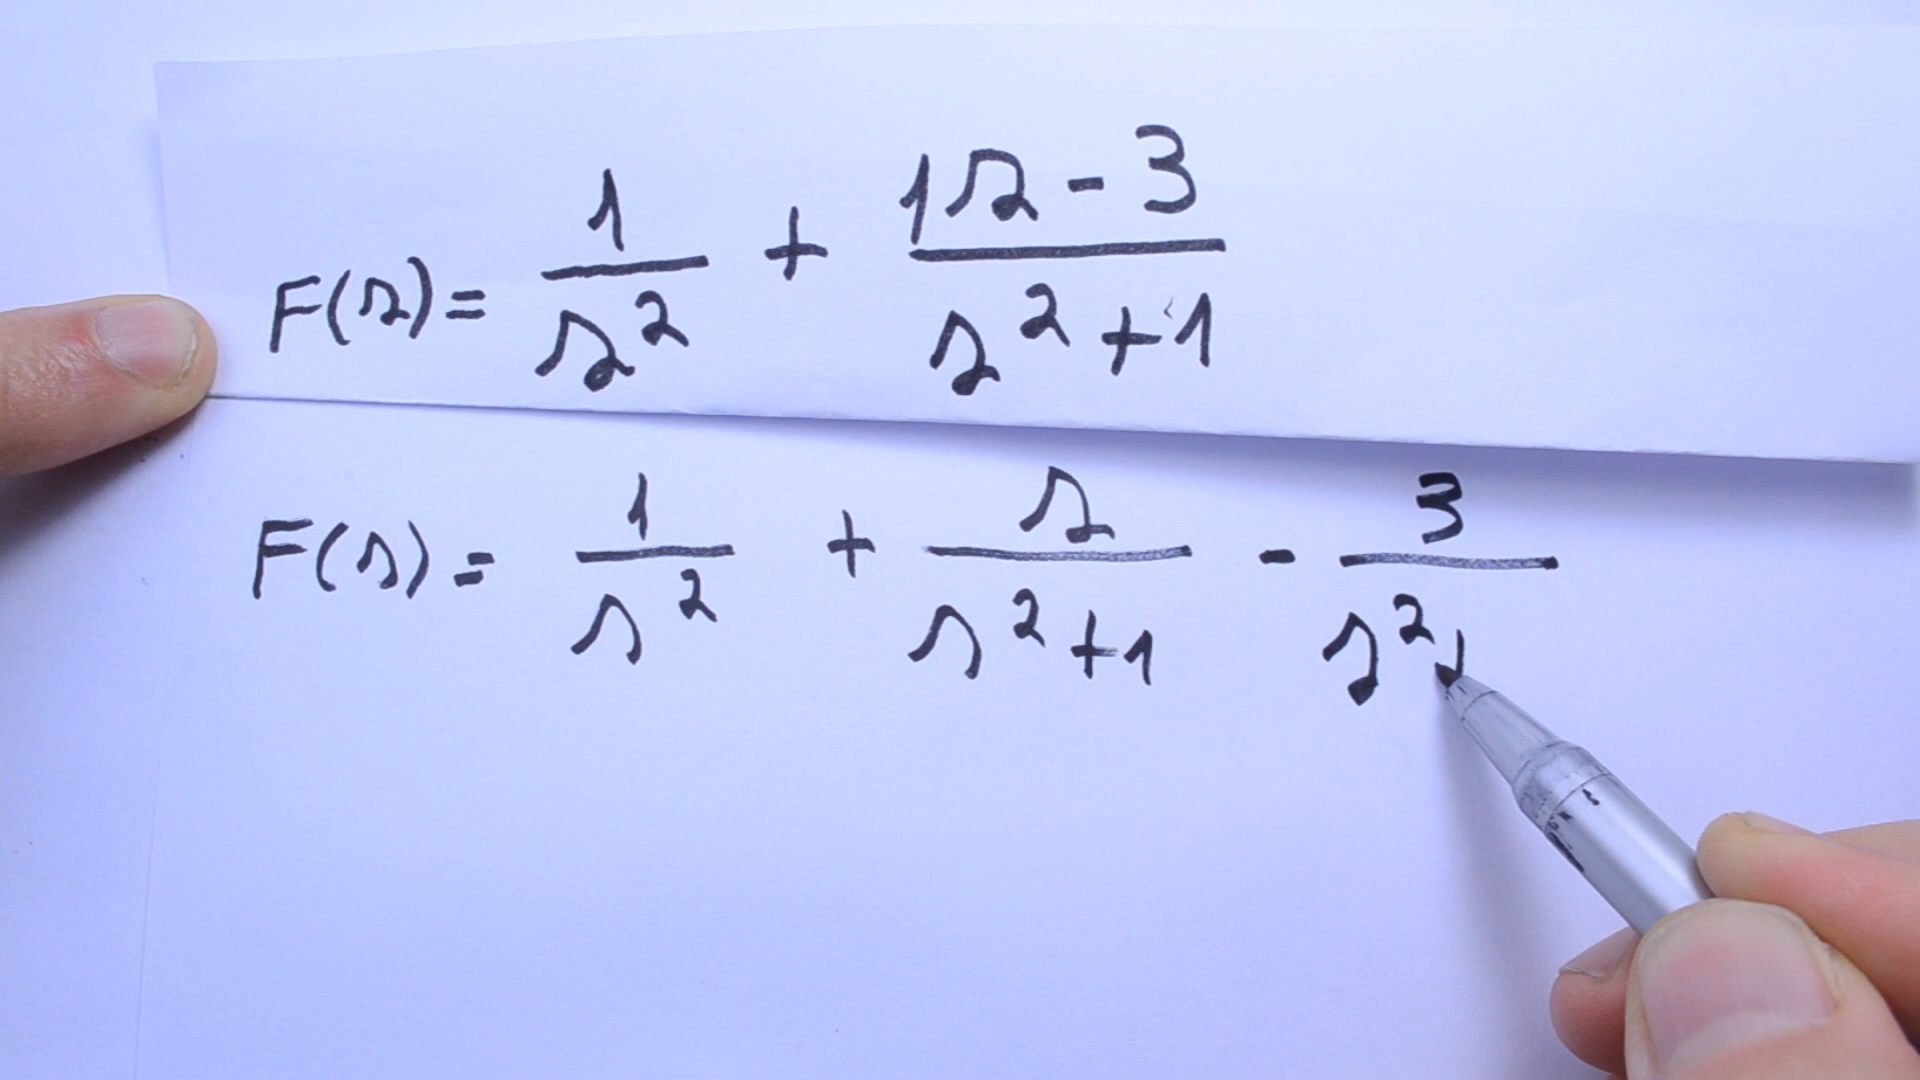 F(s)= 1/s² + (1s-3)/(s²+1)
F(s)= 1/s² + s/(s²+1) - 3/(s²+